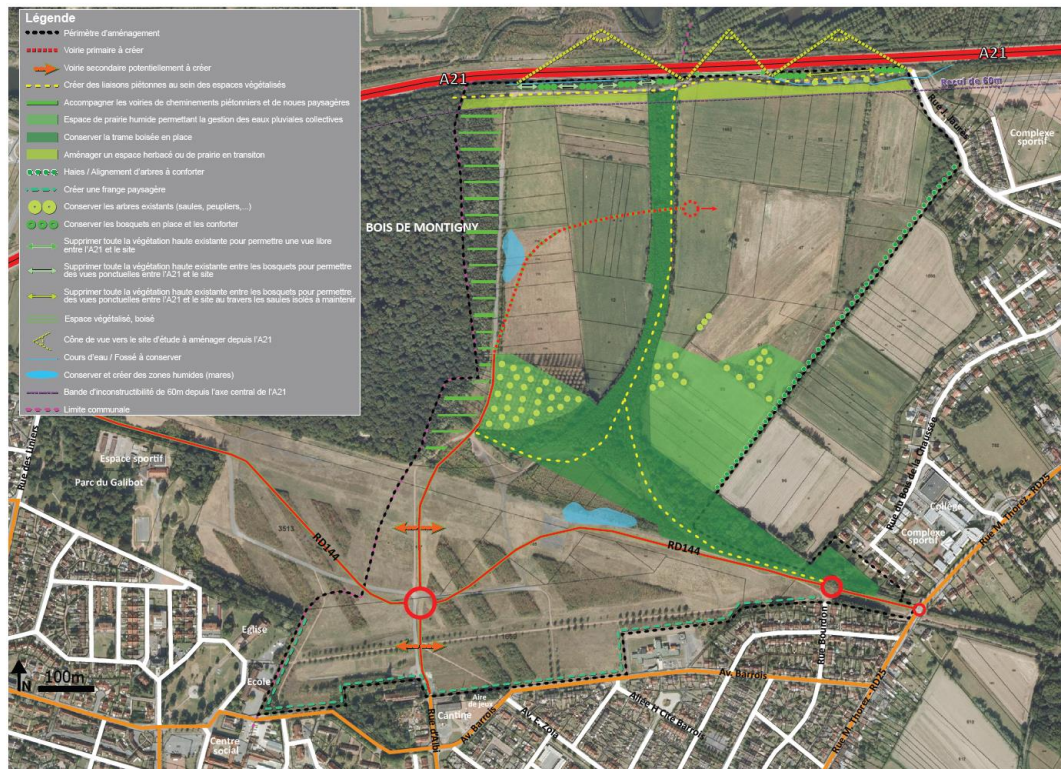 Légende
Périmètre d'aménagement
Voirie primaire à créer
Voirie secondaire potentiellement à créer
Créer des liaisons piétonnes au sein des espaces végétalisés
Accompagner les voiries de cheminements piétonniers et de noues paysagères
Espace de prairie humide permettant la gestion des eaux pluviales collectives
Conserver la trame boisée en place
Aménager un espace herbacé ou de prairie en transiton
Haies / Alignement d'arbres à conforter
Créer une frange paysagère
Conserver les arbres existants (saules, peupliers,...)
Conserver les bosquets en place et les conforter
Supprimer toute la végétation haute existante pour permettre une vue libre
entre l'A21 et le site
Supprimer toute la végétation haute existante entre les bosquets pour permettre
des vues ponctuelles entre l'A21 et le site
Supprimer toute la végétation haute existante entre les bosquets pour permettre
des vues ponctuelles entre l'A21 et le site au travers les saules isolés à maintenir
Espace végétalisé, boisé
Cône de vue vers le site d'étude à aménager depuis l'A21
Cours d'eau / Fossé à conserver
Conserver et créer des zones humides (mares)
Bande d'inconstructibilité de 60m depuis l'axe central de l'A21
Limite communale
A21
A21
Recul de 60m
Complexe
sportif
BOIS DE MONTIGNY
Espace sportif
Parc du Galibot
3513
RD144
RD144
Rue du Bois de la Chaussée
Collège
Complexe
sportif
Rue M. Thorez - RD25
Eglise
Ecole
Centre
social
N
100m
Rue d'Albi
Cantine
Aire
de jeux
Av. Barrois
Av. E. Zola
Allée H Cité Barrois
Av. Barrois
Rue Bourdon
Rue M. Thorez - RD25